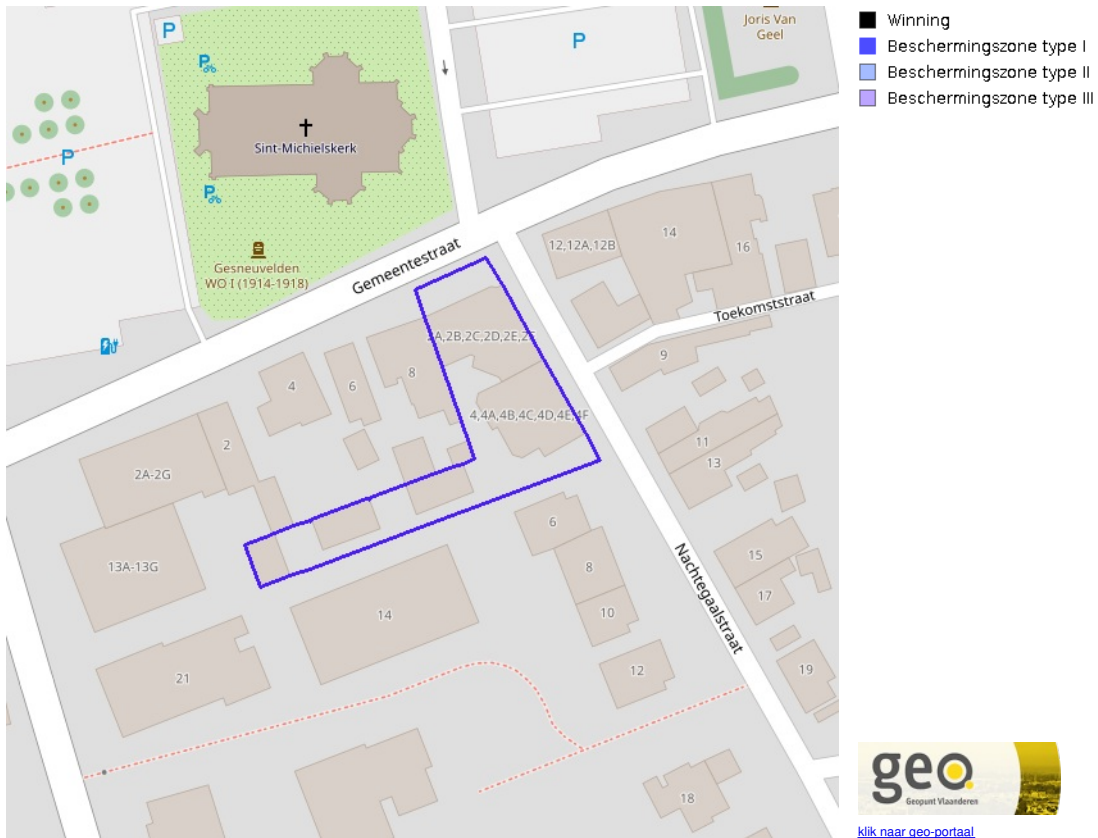 P
Joris Van
Geel
P
P
P
Sint-Michielskerk
P
Gesneuvelden
WO I (1914-1918)
Gemeentestraat
12,12A,12B
14
16
Toekomststraat
4
6
8
2A,2B,2C,2D,2E,2F
9
4,4A,4B,4C,4D,4E,4F
2
11
13
2A-2G
6
8
10
12
15
17
19
13A-13G
14
21
Nachtegaalstraat
18
Winning
Beschermingszone type I
Beschermingszone type II
Beschermingszone type III
geo
Geopunt Vlaanderen
klik naar geo-portaal